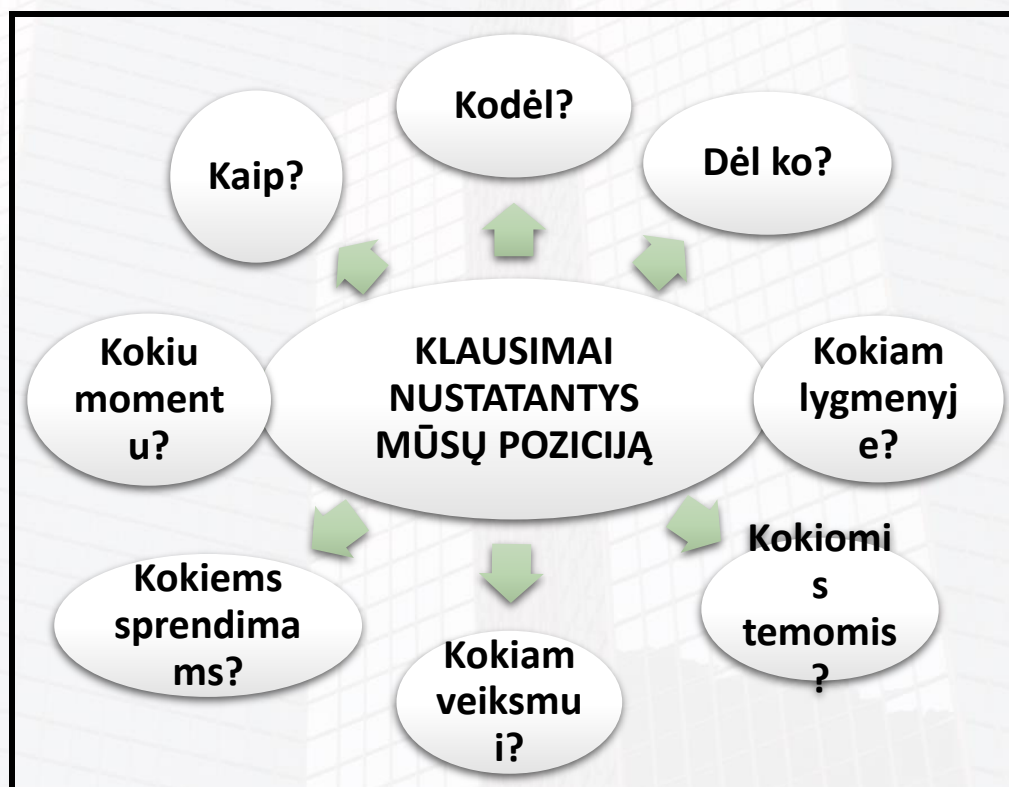 Kodėl?
Kaip?
Dėl ko?
Kokiu
moment
u?
KLAUSIMAI
NUSTATANTYS
MŪSŲ POZICIJĄ
Kokiam
lygmenyj
e?
Kokiems
sprendima
ms?
Kokiam
veiksmu
i?
Kokiomi
s
temomis
?